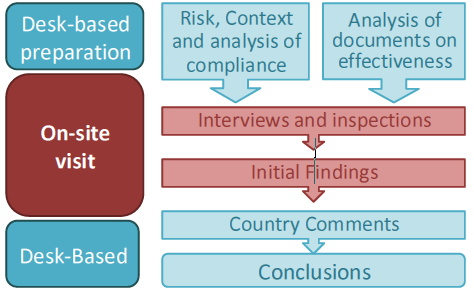 Desk-based
preparation
Risk, Context
and analysis of
compliance
Analysis of
documents on
effectiveness
On-site
visit
Interviews and inspections
Initial Findings
Desk-Based
Country Comments
Conclusions